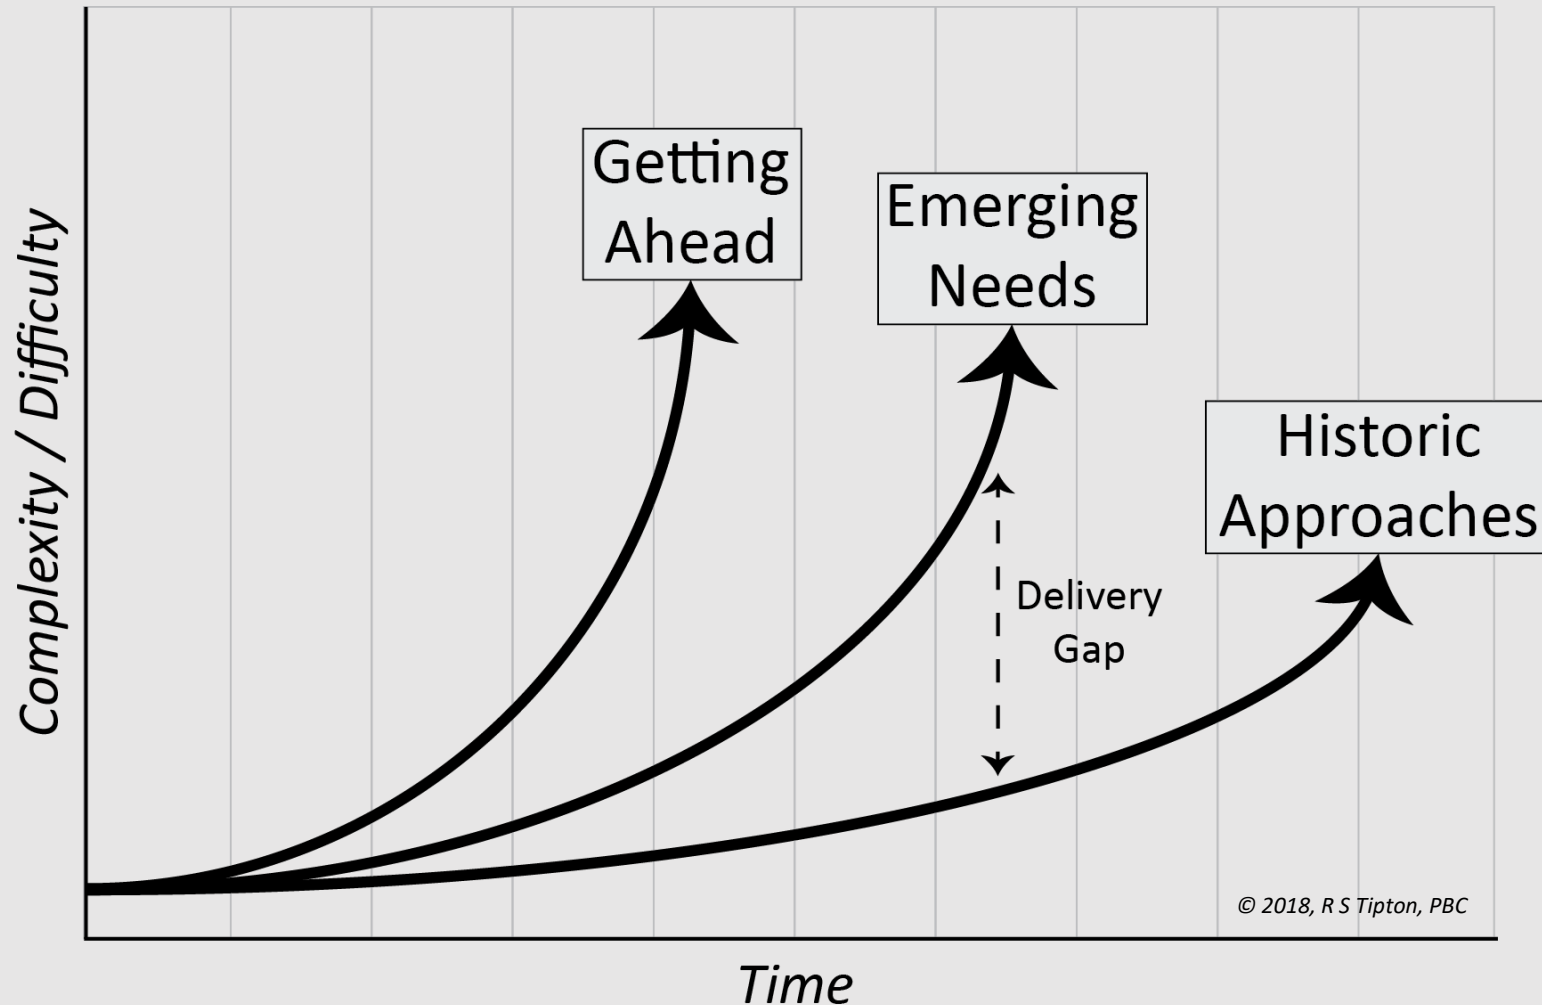 Getting
Ahead
Emerging
Needs
Historic
Approaches
Complexity / Difficulty
Delivery
Gap
© 2018, R S Tipton, PBC
Time